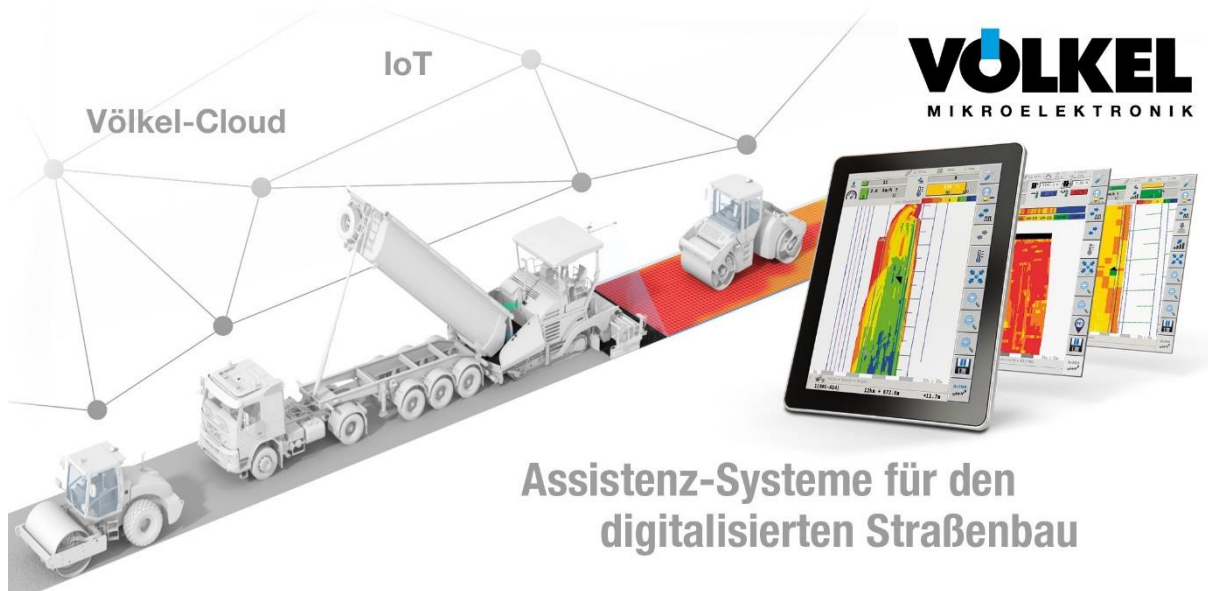 IoT
Völkel-Cloud
VÖLKEL
MIKROELEKTRONIK
Assistenz-Systeme für den
digitalisierten Straßenbau